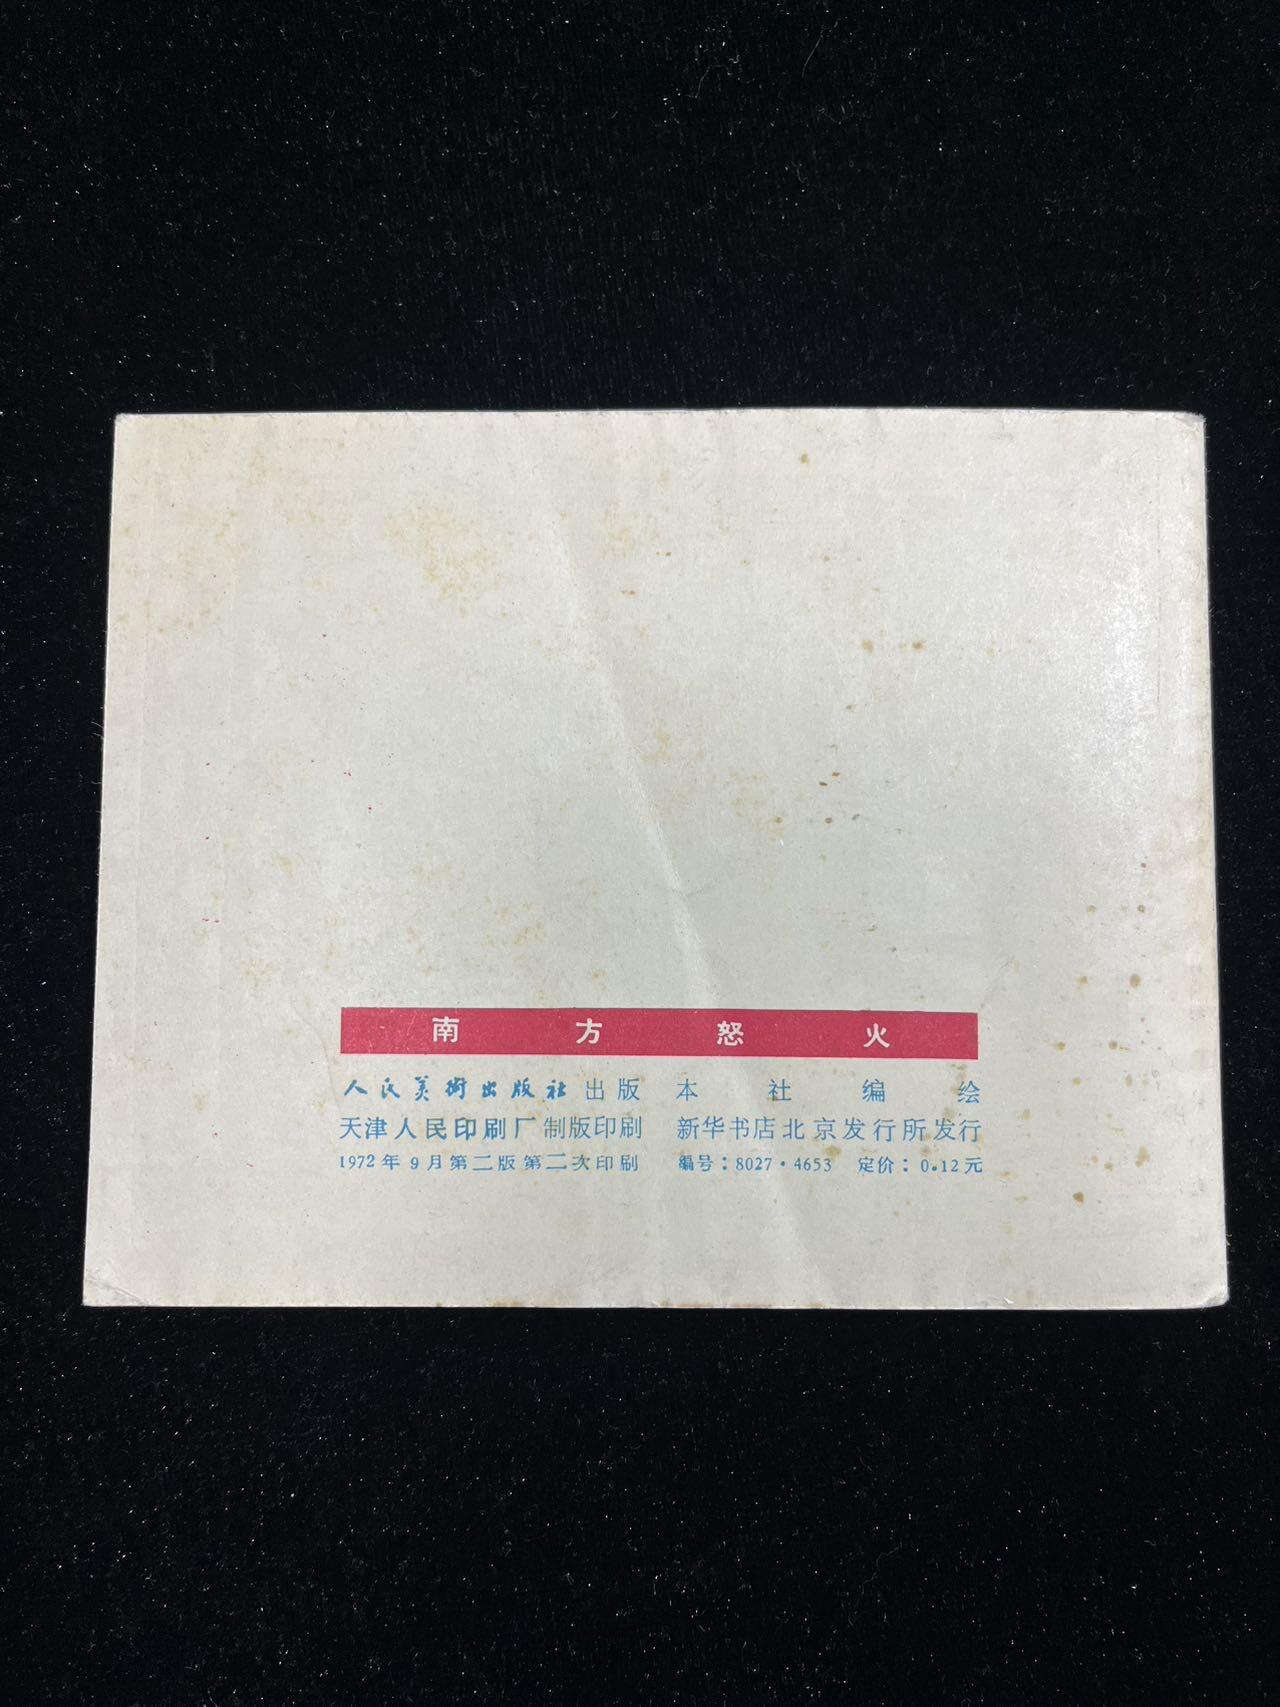 南方怒火
人民美術出版社出版 本社编绘
天津人民印刷厂制版印刷 新华书店北京发行所发行
1972年9月第二版第二次印刷 编号：8027·4653 定价：0.12元